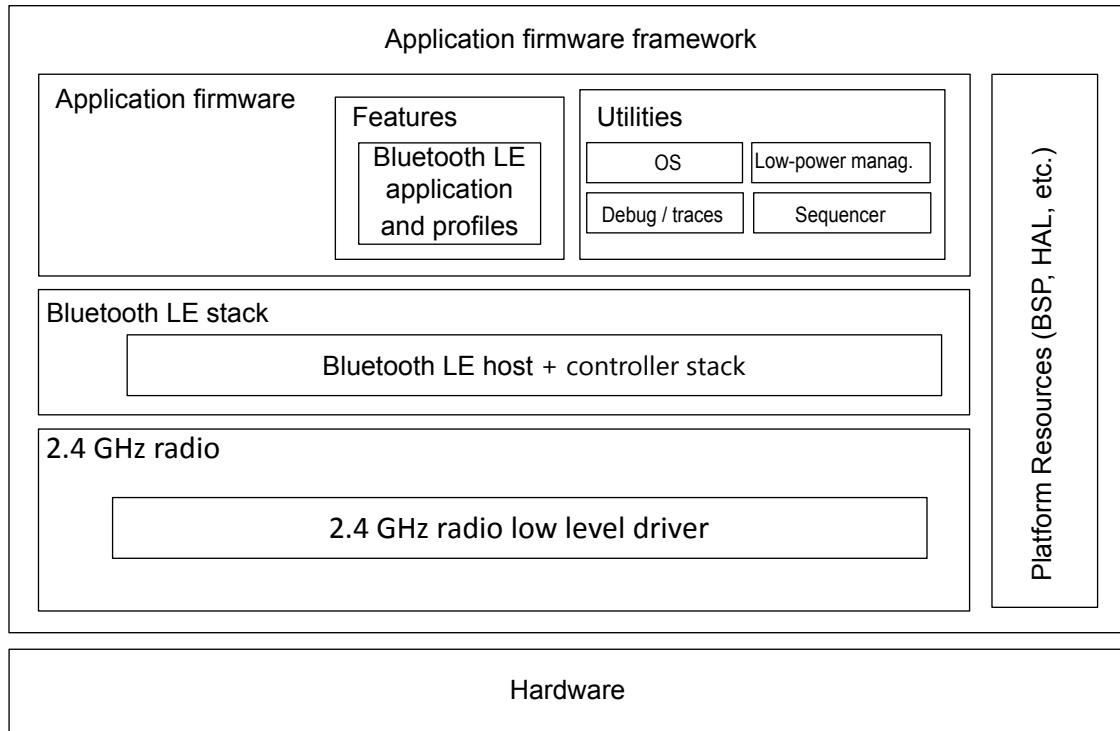 Application firmware framework
Application firmware
Features
Bluetooth LE
application
and profiles
Utilities
OS
Low-power manag.
Debug / traces
Sequencer
Bluetooth LE stack
Bluetooth LE host + controller stack
2.4 GHz radio
2.4 GHz radio low level driver
Platform Resources (BSP, HAL, etc.)
Hardware